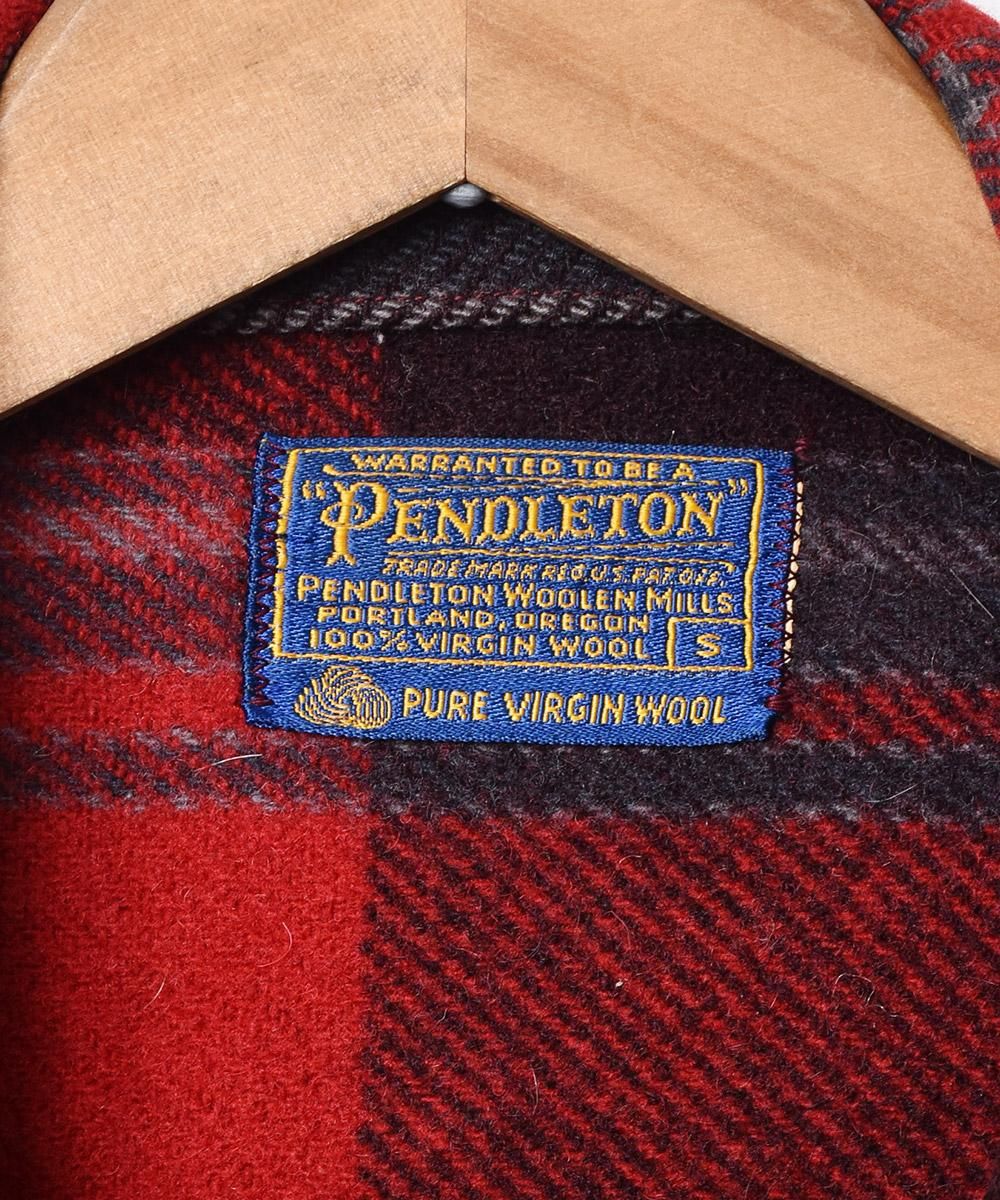 WARRANTED TO BE A
"PENDLETON"
TRADE MARK REG. U.S. PAT. OFF.
PENDLETON WOOLEN MILLS
PORTLAND, OREGON
100% VIRGIN WOOL S
PURE VIRGIN WOOL